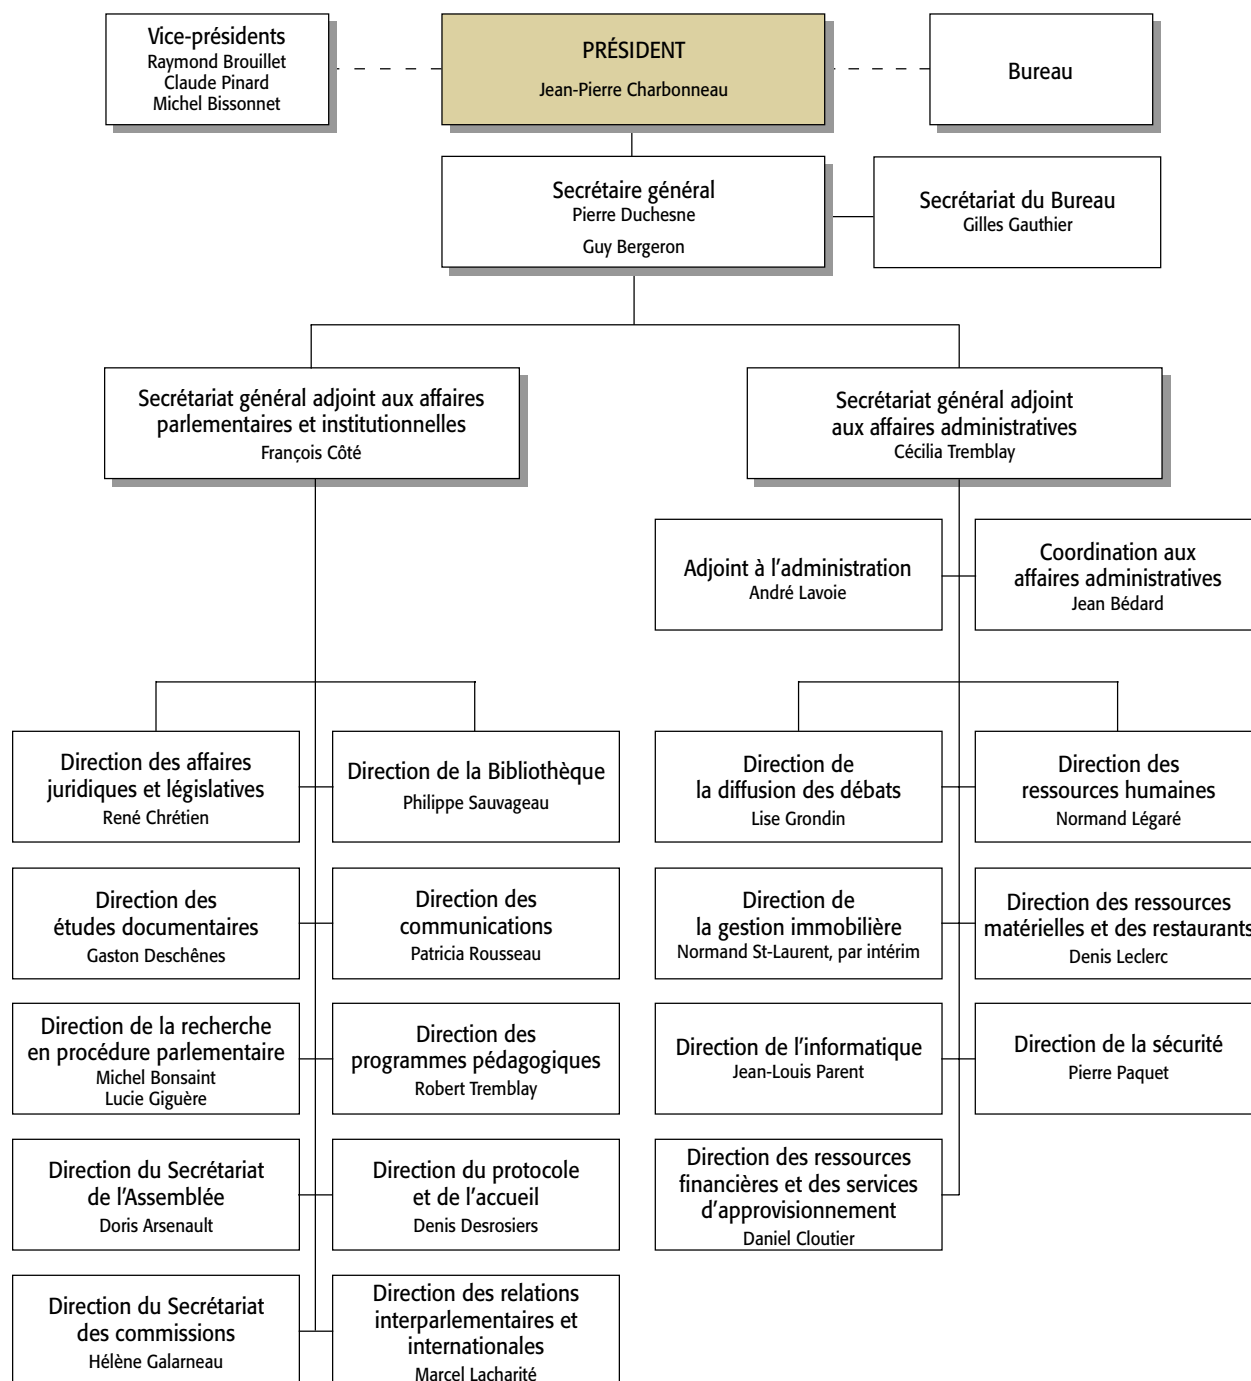 Vice-présidents
Raymond Brouillet
Claude Pinard
Michel Bissonnet
PRÉSIDENT
Jean-Pierre Charbonneau
Bureau
Secrétaire général
Pierre Duchesne
Guy Bergeron
Secrétariat du Bureau
Gilles Gauthier
Secrétariat général adjoint aux affaires
parlementaires et institutionnelles
François Côté
Secrétariat général adjoint
aux affaires administratives
Cécilia Tremblay
Adjoint à l'administration
André Lavoie
Coordination aux
affaires administratives
Jean Bédard
Direction des affaires
juridiques et législatives
René Chrétien
Direction de la Bibliothèque
Philippe Sauvageau
Direction de
la diffusion des débats
Lise Grondin
Direction des
ressources humaines
Normand Légaré
Direction des
études documentaires
Gaston Deschênes
Direction des
communications
Patricia Rousseau
Direction de
la gestion immobilière
Normand St-Laurent, par intérim
Direction des ressources
matérielles et des restaurants
Denis Leclerc
Direction de la recherche
en procédure parlementaire
Michel Bonsaint
Lucie Giguère
Direction des
programmes pédagogiques
Robert Tremblay
Direction de l'informatique
Jean-Louis Parent
Direction de la sécurité
Pierre Paquet
Direction du Secrétariat
de l'Assemblée
Doris Arsenault
Direction du protocole
et de l'accueil
Denis Desrosiers
Direction des ressources
financières et des services
d'approvisionnement
Daniel Cloutier
Direction du Secrétariat
des commissions
Hélène Galarneau
Direction des relations
interparlementaires et
internationales
Marcel Lacharité